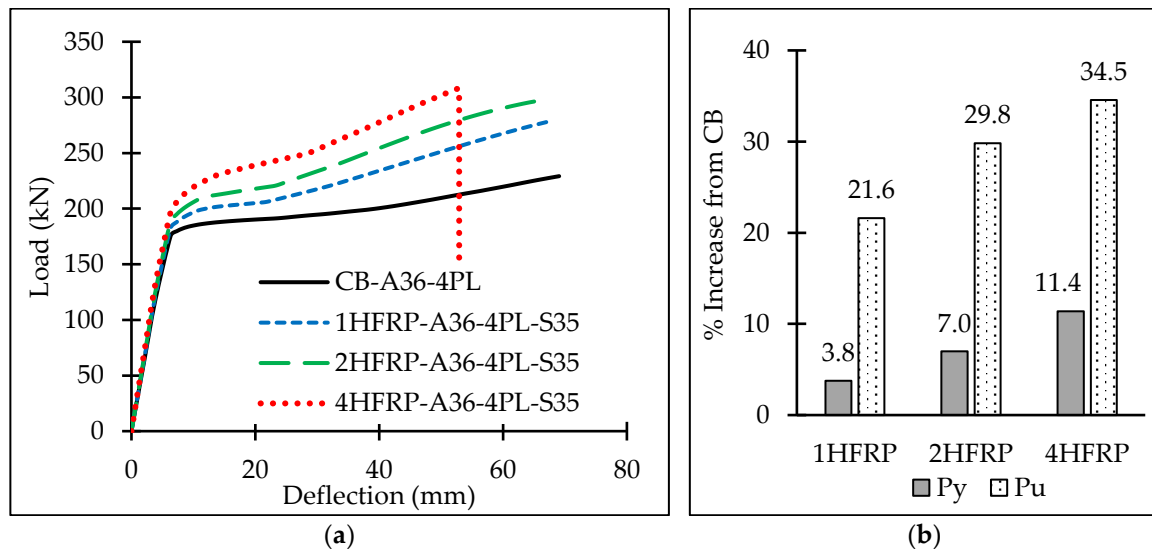 350
300
250
200
150
100
50
0
Load (kN)
0 20 40 60 80
Deflection (mm)
CB-A36-4PL
1HFRP-A36-4PL-S35
2HFRP-A36-4PL-S35
4HFRP-A36-4PL-S35
(a)
40
30
20
10
0
% Increase from CB
3.8
21.6
7.0
29.8
11.4
34.5
1HFRP 2HFRP 4HFRP
Py Pu
(b)